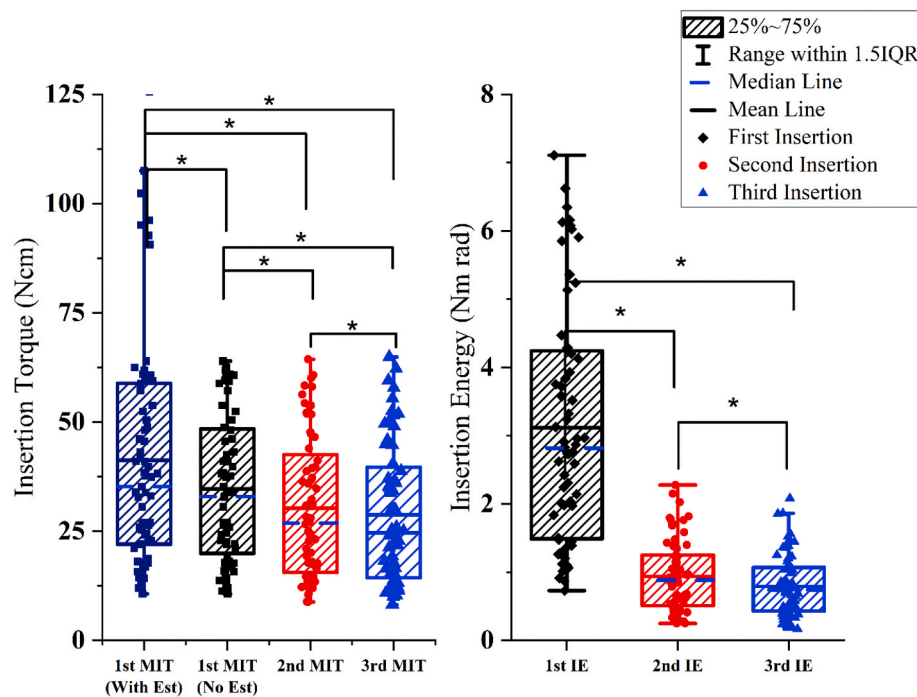 25%~75%
Range within 1.5IQR
Median Line
Mean Line
First Insertion
Second Insertion
Third Insertion
Insertion Torque (Ncm)
125
100
75
50
25
0
* * * * * *
1st MIT (With Est)
1st MIT (No Est)
2nd MIT
3rd MIT
Insertion Energy (Nm rad)
8
6
4
2
0
* * *
1st IE
2nd IE
3rd IE